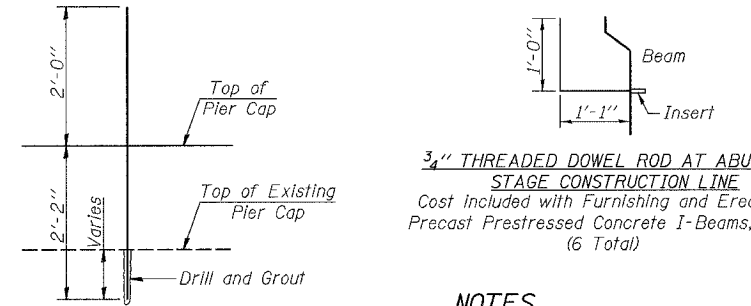 2'-0"
Top of
Pier Cap
2'-2"
Varies
Top of Existing
Pier Cap
Drill and Grout
1'-0"
Beam
1'-1"
Insert
3/4" THREADED DOWEL ROD AT
STAGE CONSTRUCTION LINE
Cost included with Furnishing and
Precast Prestressed Concrete I-Beams,
(6 Total)
NOTES